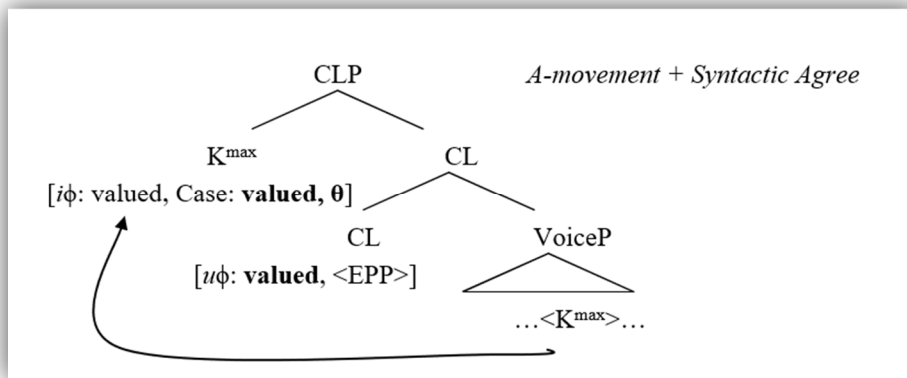 CLP A-movement + Syntactic Agree
Kmax CL
[iϕ: valued, Case: valued, θ]
CL VoiceP
[uϕ: valued, <EPP>]
…<Kmax>…